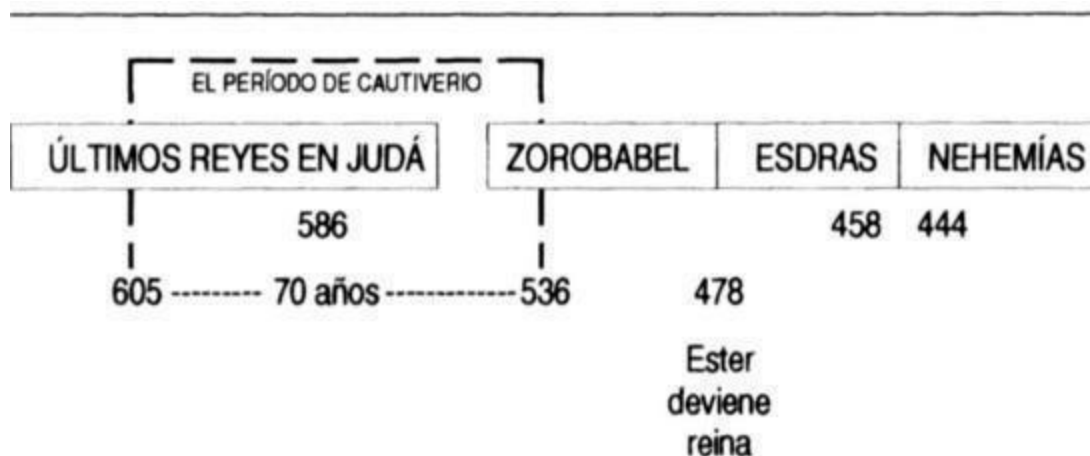 EL PERÍODO DE CAUTIVERIO
ÚLTIMOS REYES EN JUDÁ ZOROBABEL ESDRAS NEHEMÍAS
586 458 444
605 -------- 70 años ------------ 536 478
Ester
deviene
reina